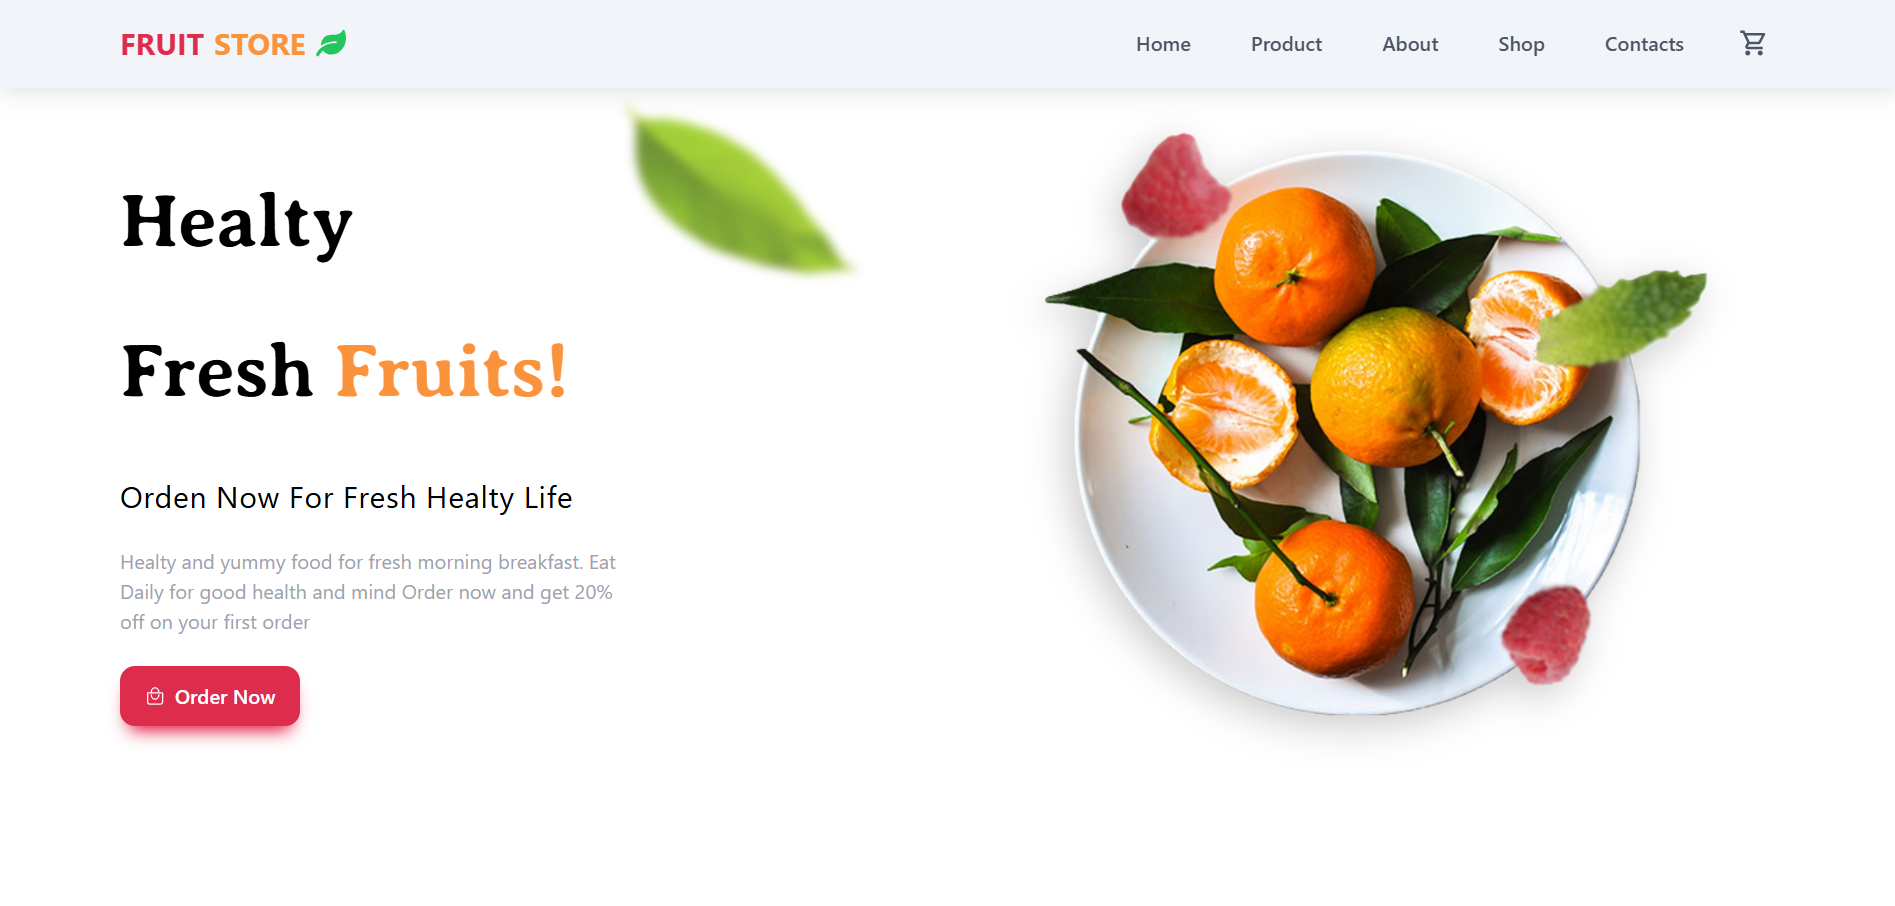 FRUIT STORE
Home Product About Shop Contacts
Healty
Fresh Fruits!
Orden Now For Fresh Healty Life
Healty and yummy food for fresh morning breakfast. Eat
Daily for good health and mind Order now and get 20%
off on your first order
Order Now